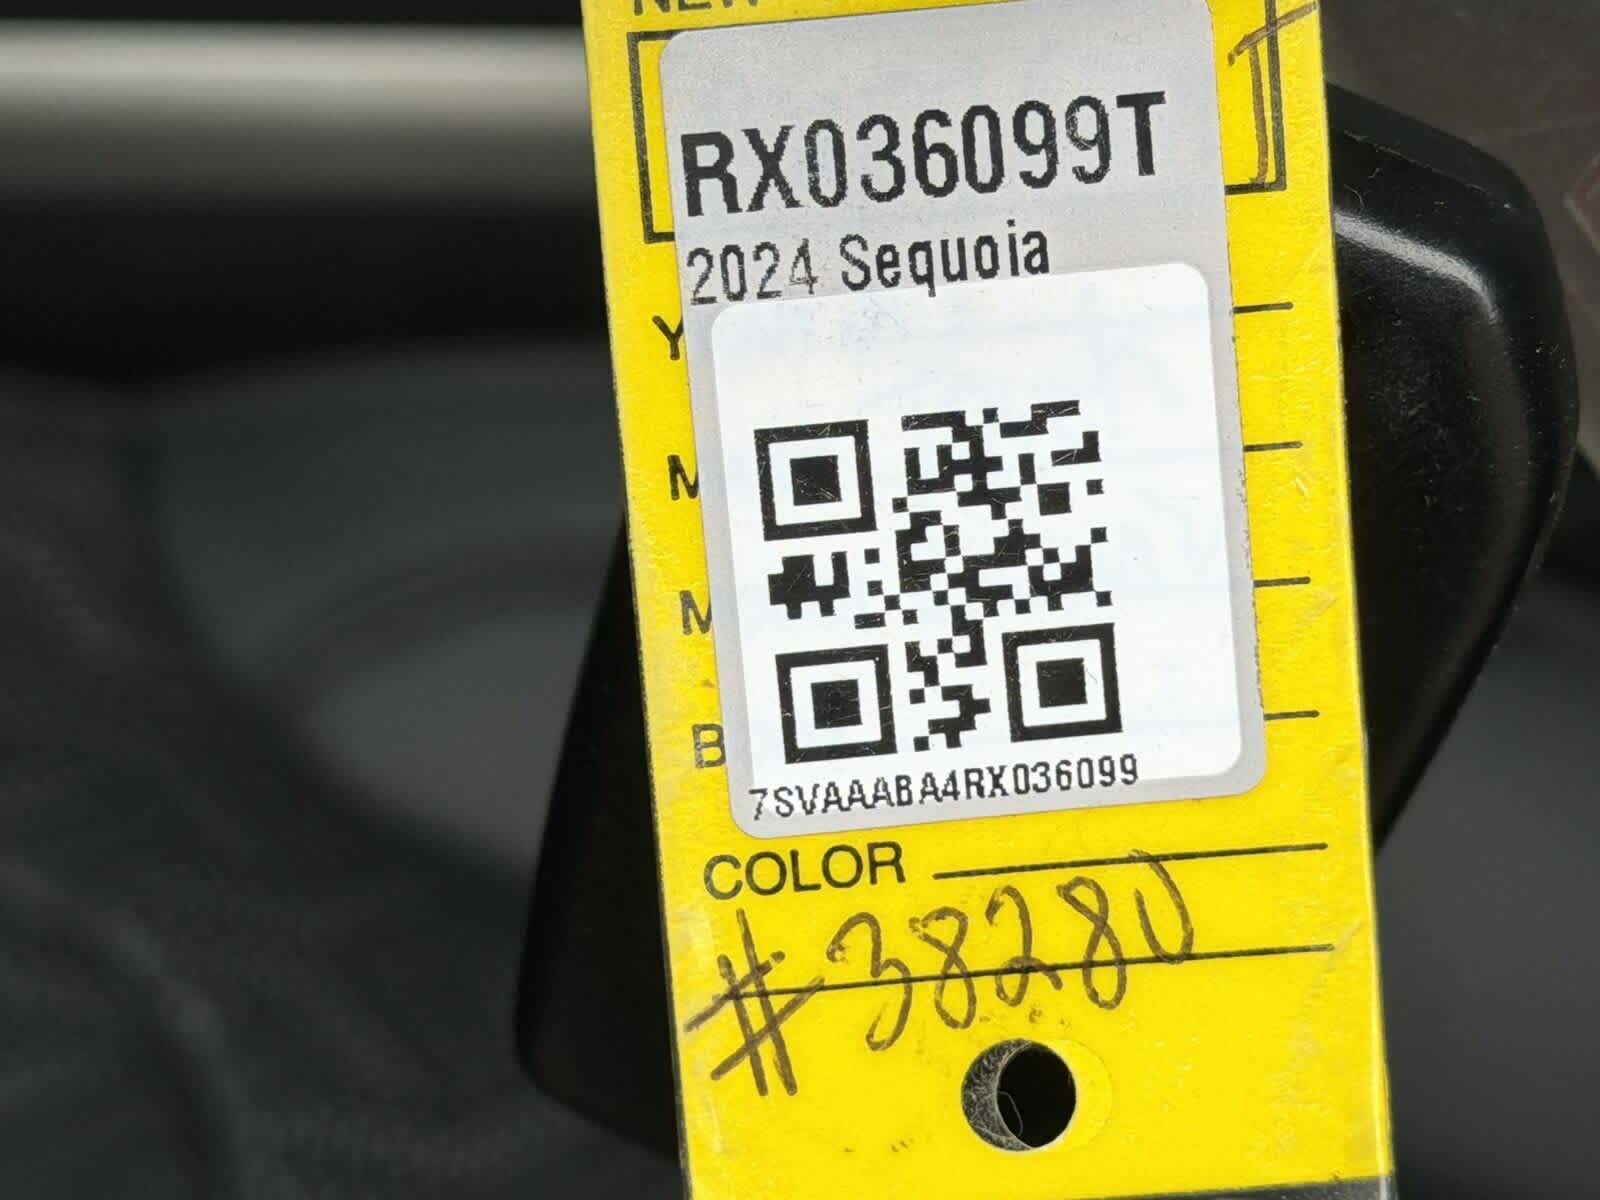 NEW
RX036099T
2024 Sequoia
Y
M
M
B
7SVAAABA4RX036099
COLOR
#38280